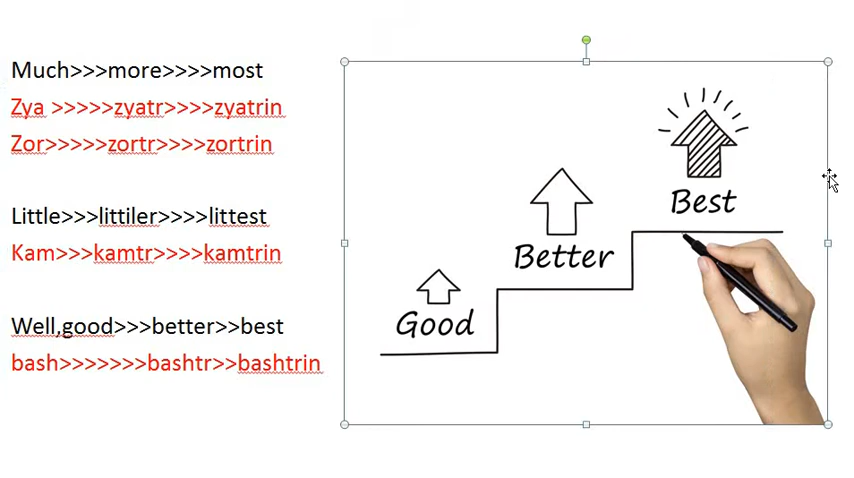 Much>>>more>>>>most
Zya >>>>>zyatr>>>>zyatrin
Zor>>>>>zortr>>>>zortrin
Little>>>littiler>>>>littest
Kam>>>kamtr>>>>kamtrin
Well,good>>>better>>best
bash>>>>>>>bashtr>>bashtrin
Good
Better
Best